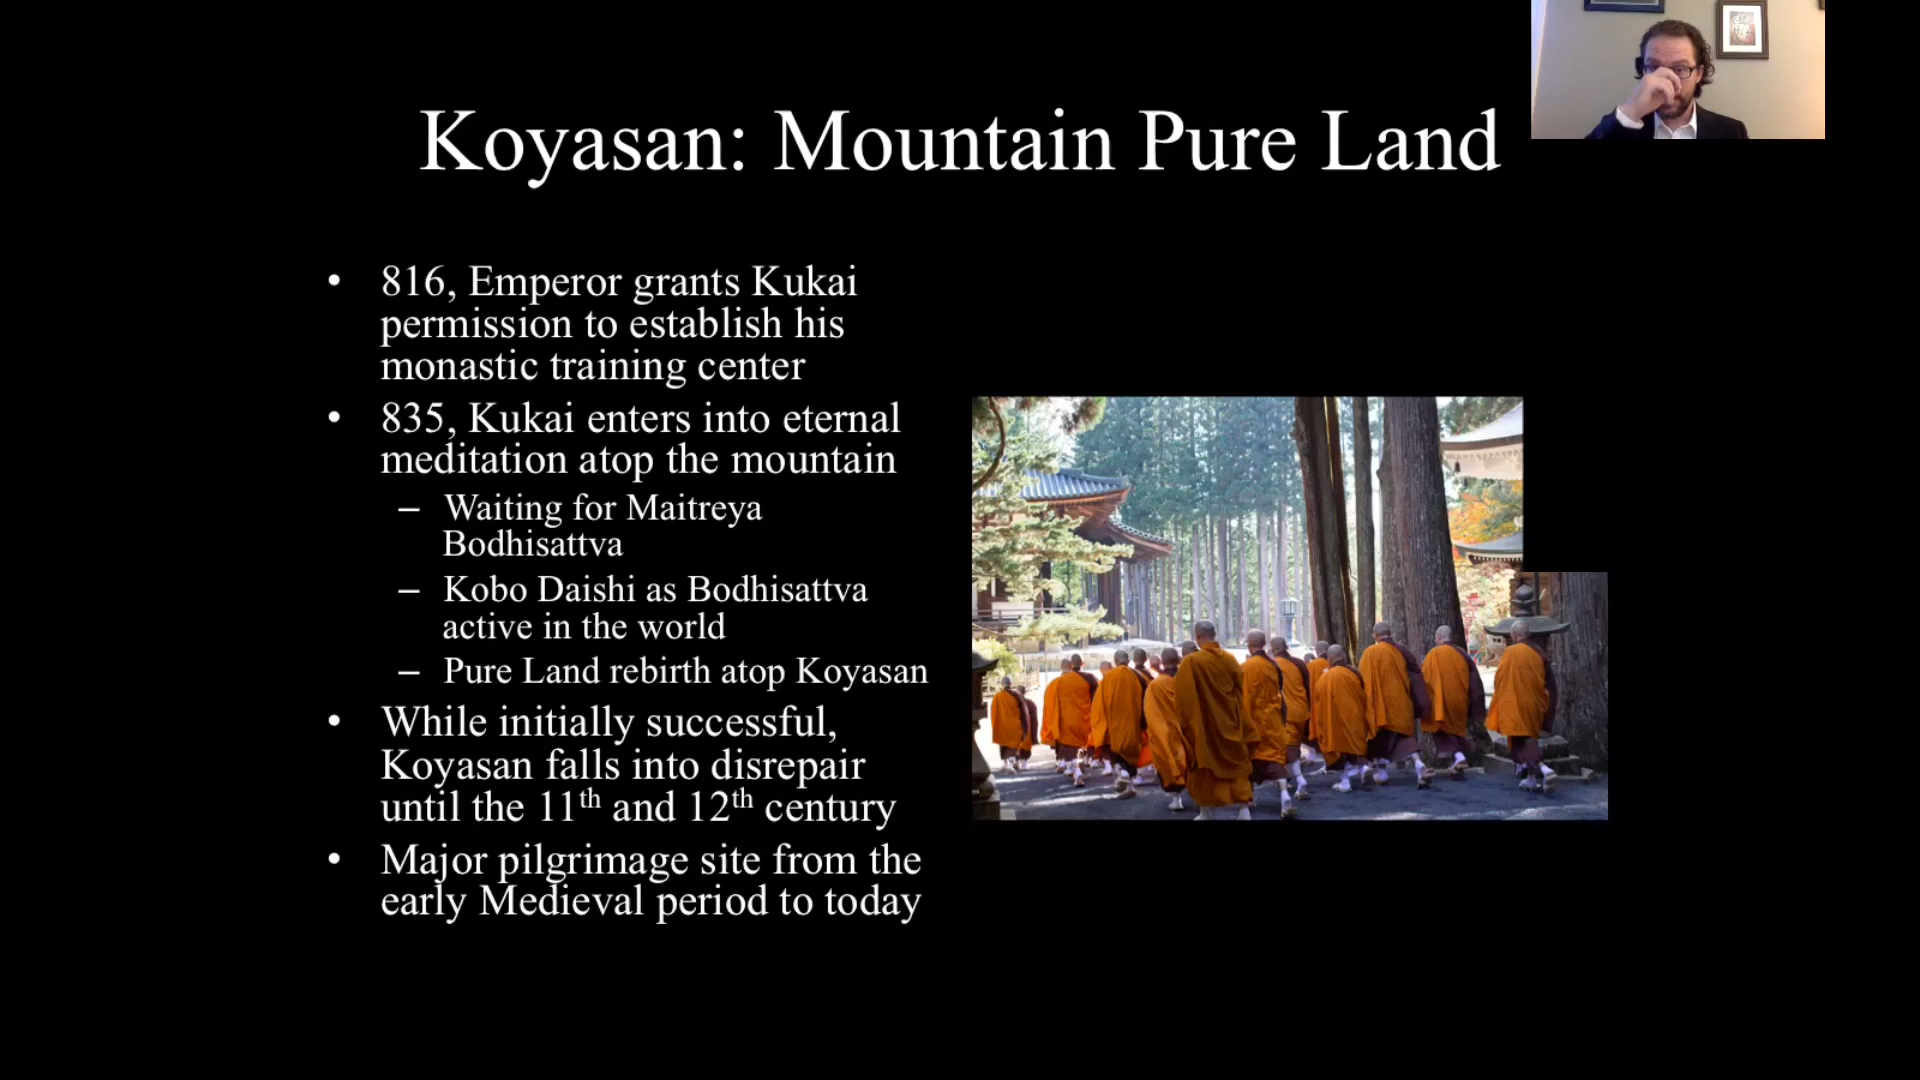 Koyasan: Mountain Pure Land
• 816, Emperor grants Kukai
permission to establish his
monastic training center
• 835, Kukai enters into eternal
meditation atop the mountain
– Waiting for Maitreya
Bodhisattva
– Kobo Daishi as Bodhisattva
active in the world
– Pure Land rebirth atop Koyasan
• While initially successful,
Koyasan falls into disrepair
until the 11th and 12th century
• Major pilgrimage site from the
early Medieval period to today